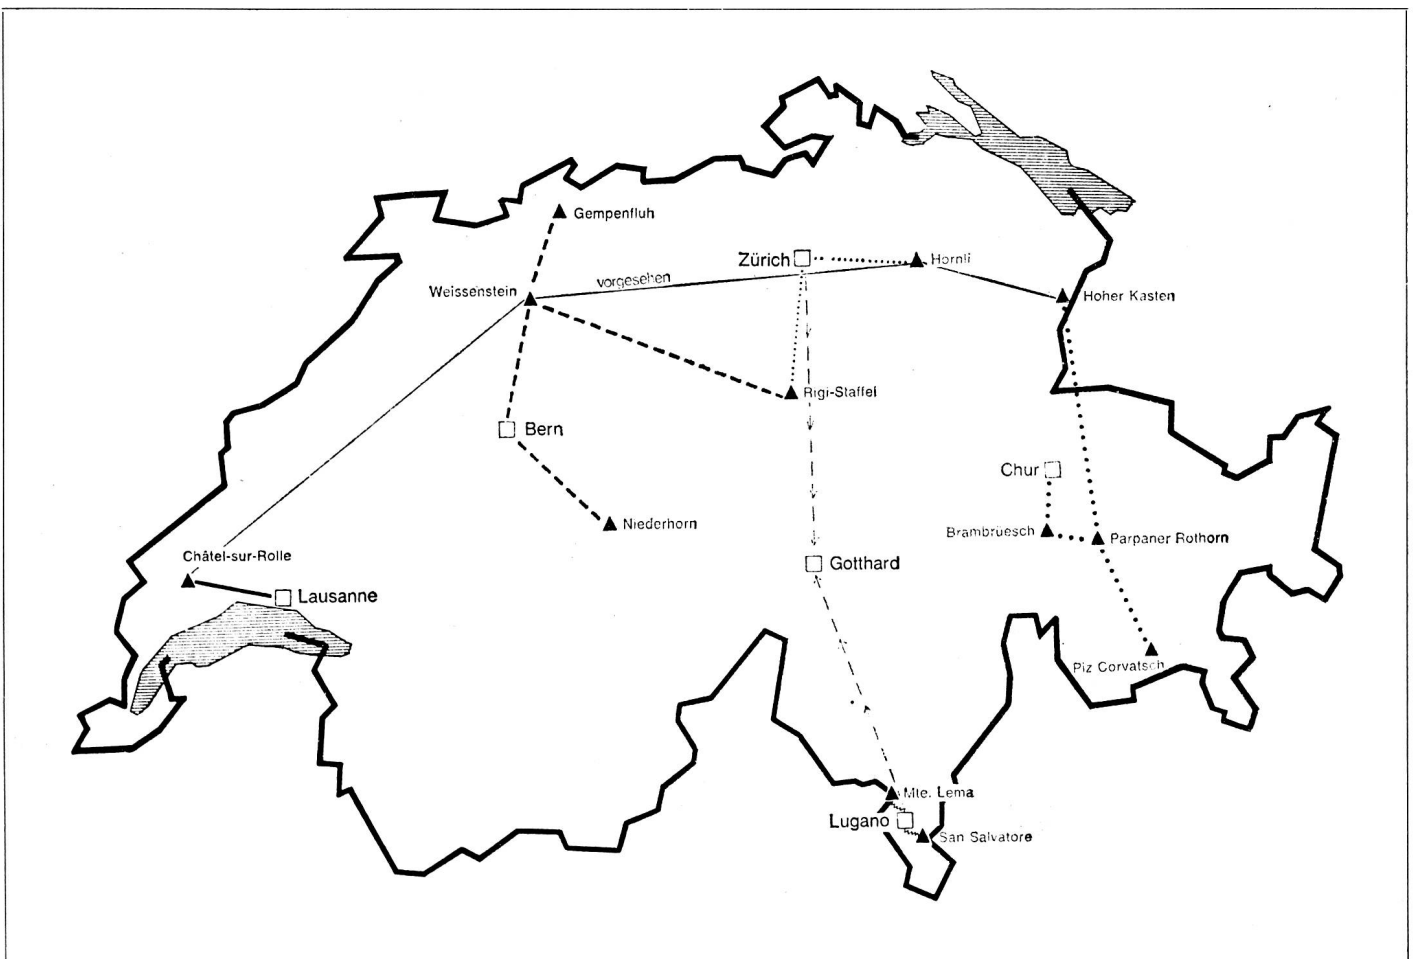 Gempenfluh
Zürich
Hörnli
vorgesehen
Weissenstein
Hoher Kasten
Rigi-Staffel
Bern
Chur
Niederhorn
Brambrüesch
Parpaner Rothorn
Châtel-sur-Rolle
Gotthard
Lausanne
Piz Corvatsch
Mte. Lema
Lugano
San Salvatore